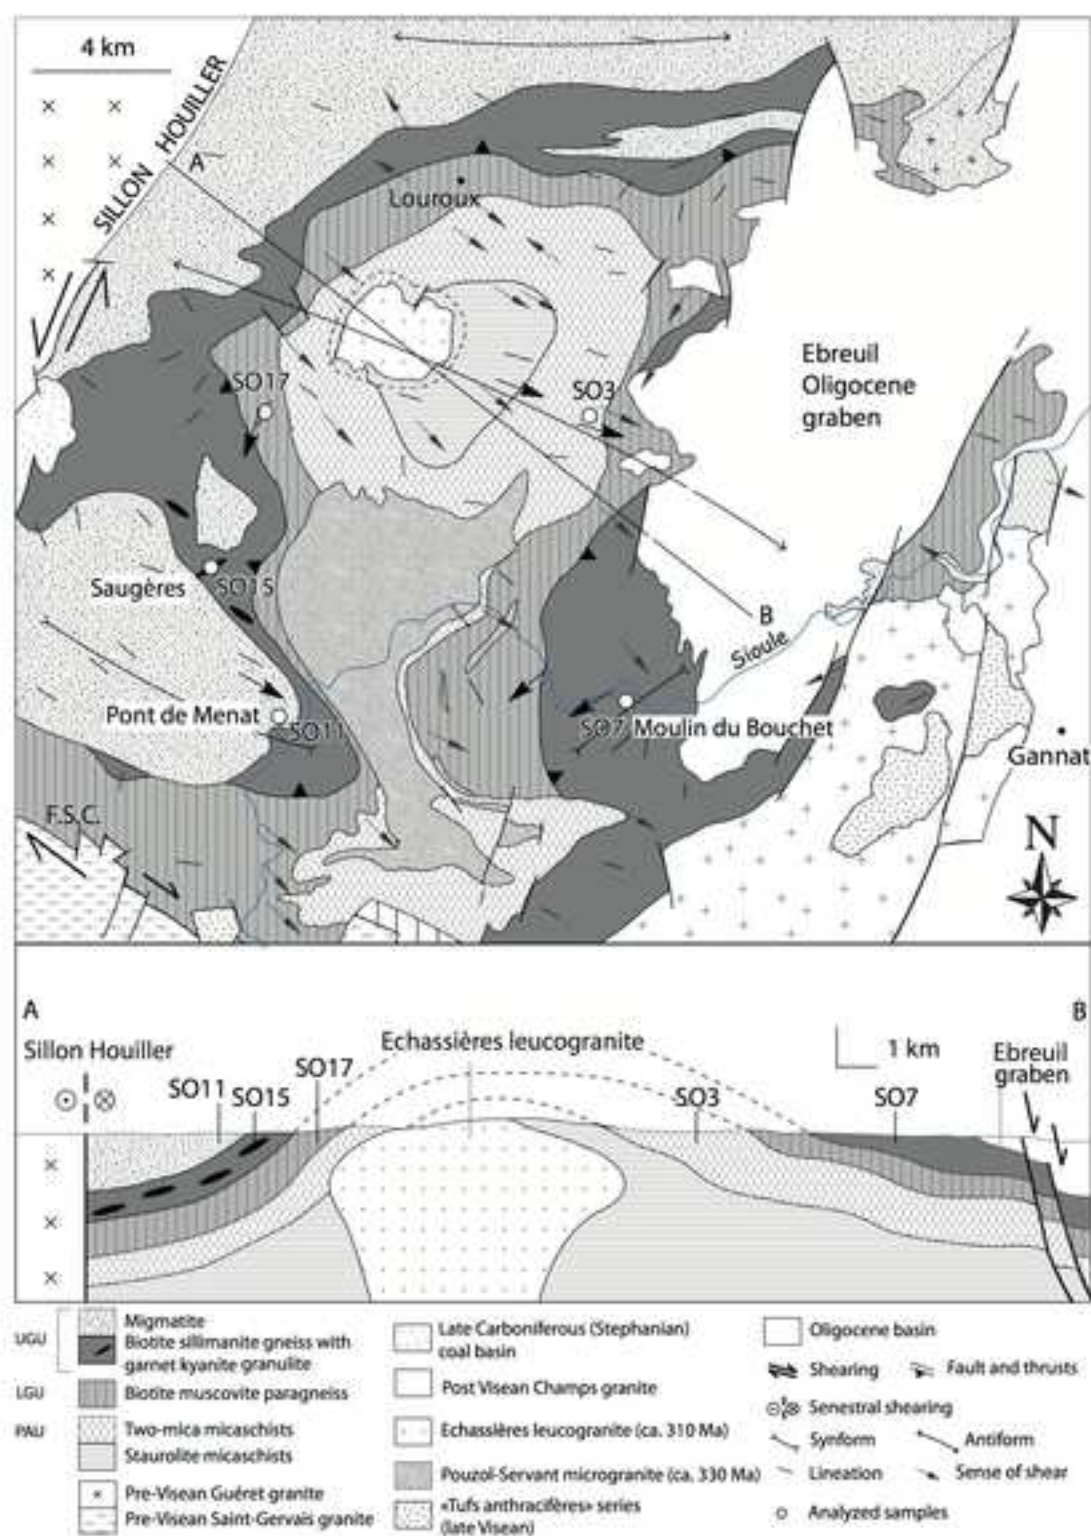 4 km
SILLON HOUILLER
A
Louroux
SO17
SO3
Ebreuil
Oligocene
graben
Saugères
SO15
B
Sioule
Pont de Menat
SO11
SO7 Moulin du Bouchet
Gannat
F.S.C.
N
A
B
Sillon Houiller
Echassières leucogranite
1 km
Ebreuil
graben
SO11
SO15
SO17
SO3
SO7
UGU
Migmatite
Biotite sillimanite gneiss with
garnet kyanite granulite
LGU
Biotite muscovite paragneiss
PAU
Two-mica micaschists
Staurolite micaschists
Pre-Visean Guéret granite
Pre-Visean Saint-Gervais granite
Late Carboniferous (Stephanian)
coal basin
Post Visean Champs granite
Echassières leucogranite (ca. 310 Ma)
Pouzol-Servant microgranite (ca. 330 Ma)
«Tufs anthracifères» series
(late Visean)
Oligocene basin
Shearing
Fault and thrusts
Senestral shearing
Synform
Antiform
Lineation
Sense of shear
Analyzed samples